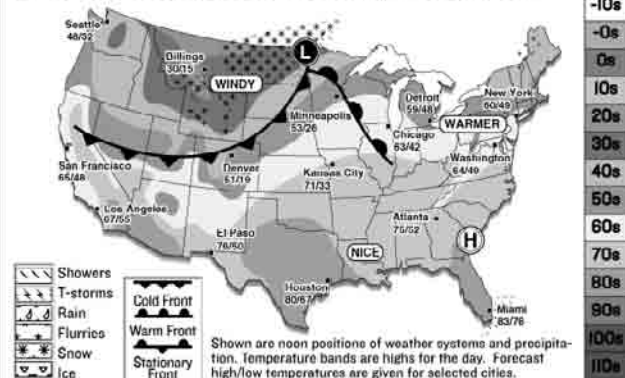 Seattle
48/32
Billings
30/15
WINDY
L
Minneapolis
53/26
Detroit
59/48
New York
60/49
WARMER
Chicago
63/42
Washington
64/49
San Francisco
65/48
Denver
51/19
Kansas City
71/33
Los Angeles
67/55
El Paso
76/50
Atlanta
75/52
H
NICE
Houston
80/67
Miami
83/76
Showers
T-storms
Rain
Flurries
Snow
Ice
Cold Front
Warm Front
Stationary
Front
Shown are noon positions of weather systems and precipita-
tion. Temperature bands are highs for the day. Forecast
high/low temperatures are given for selected cities.
-10s
-0s
0s
10s
20s
30s
40s
50s
60s
70s
80s
90s
100s
110s